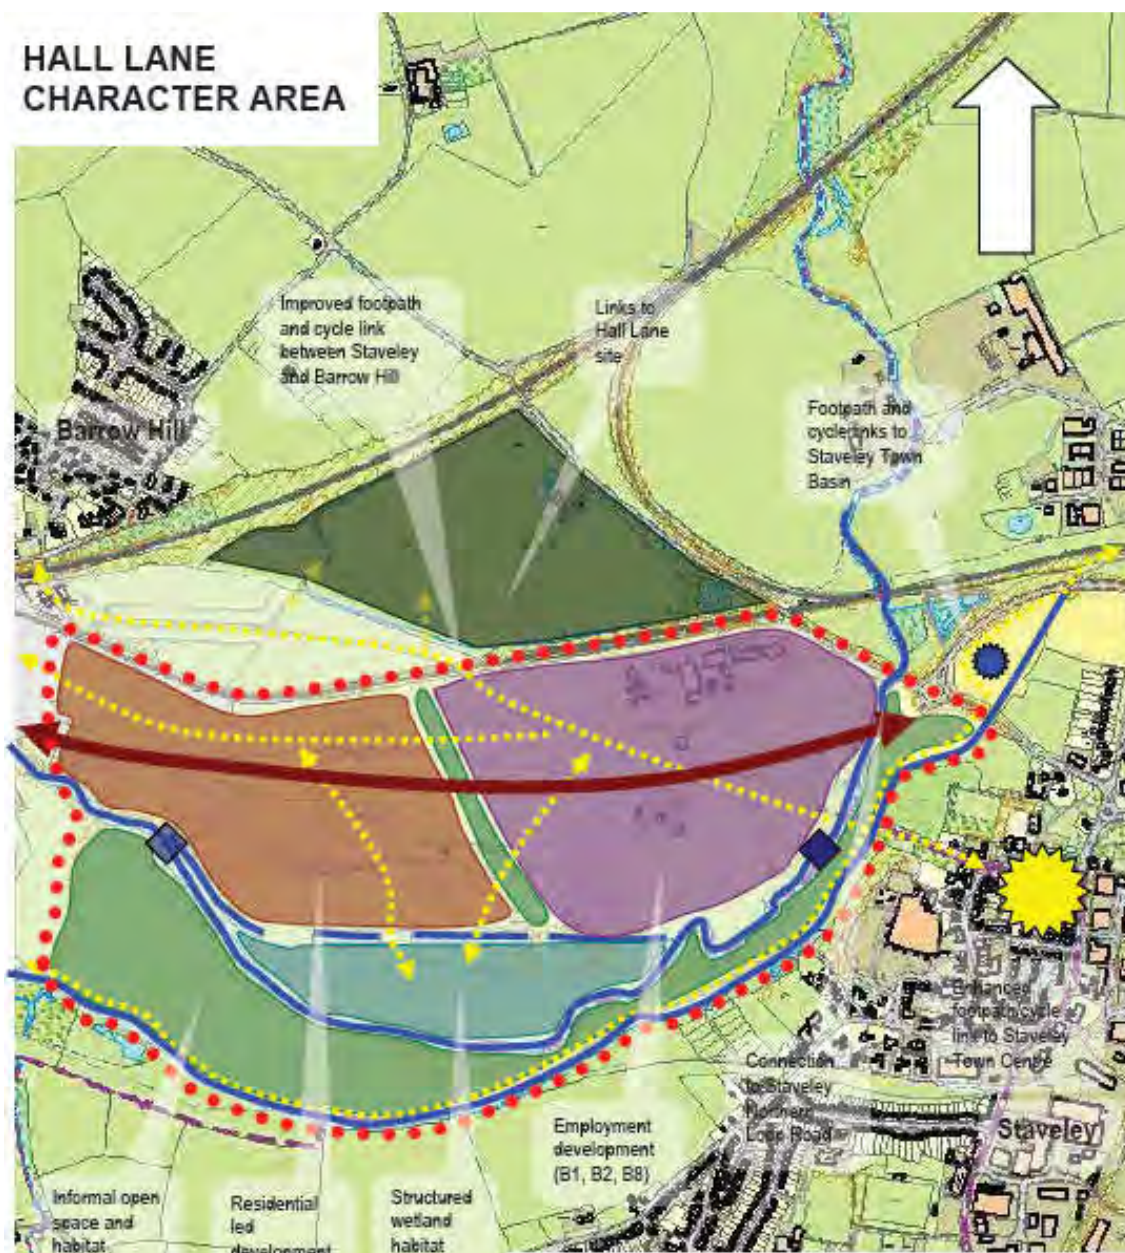 HALL LANE
CHARACTER AREA
Improved footpath
and cycle link
between Staveley
and Barrow Hill
Links to
Hall Lane
site
Barrow Hill
Footpath and
cycle links to
Staveley Town
Basin
Enhanced
footpath/cycle
link to Staveley
Town Centre
Connection
to Staveley
Northern
Loop Road
Staveley
Employment
development
(B1, B2, B8)
Informal open
space and
habitat
Residential
led
development
Structured
wetland
habitat